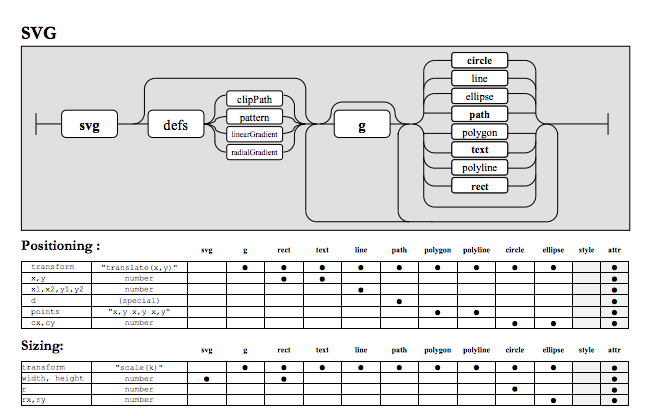 SVG
circle
line
clipPath
ellipse
pattern
path
svg
defs
g
linearGradient
polygon
radialGradient
text
polyline
rect
Positioning :
svg g rect text line path polygon polyline circle ellipse style attr
transform "translate(x,y)" ● ● ● ● ● ● ● ● ● ●
x,y number ● ● ●
x1,x2,y1,y2 number ● ●
d (special) ● ●
points "x,y x,y x,y" ● ● ●
cx,cy number ● ● ●
Sizing:
svg g rect text line path polygon polyline circle ellipse style attr
transform "scale(k)" ● ● ● ● ● ● ● ● ● ●
width, height number ● ● ●
r number ● ●
rx,ry number ● ●